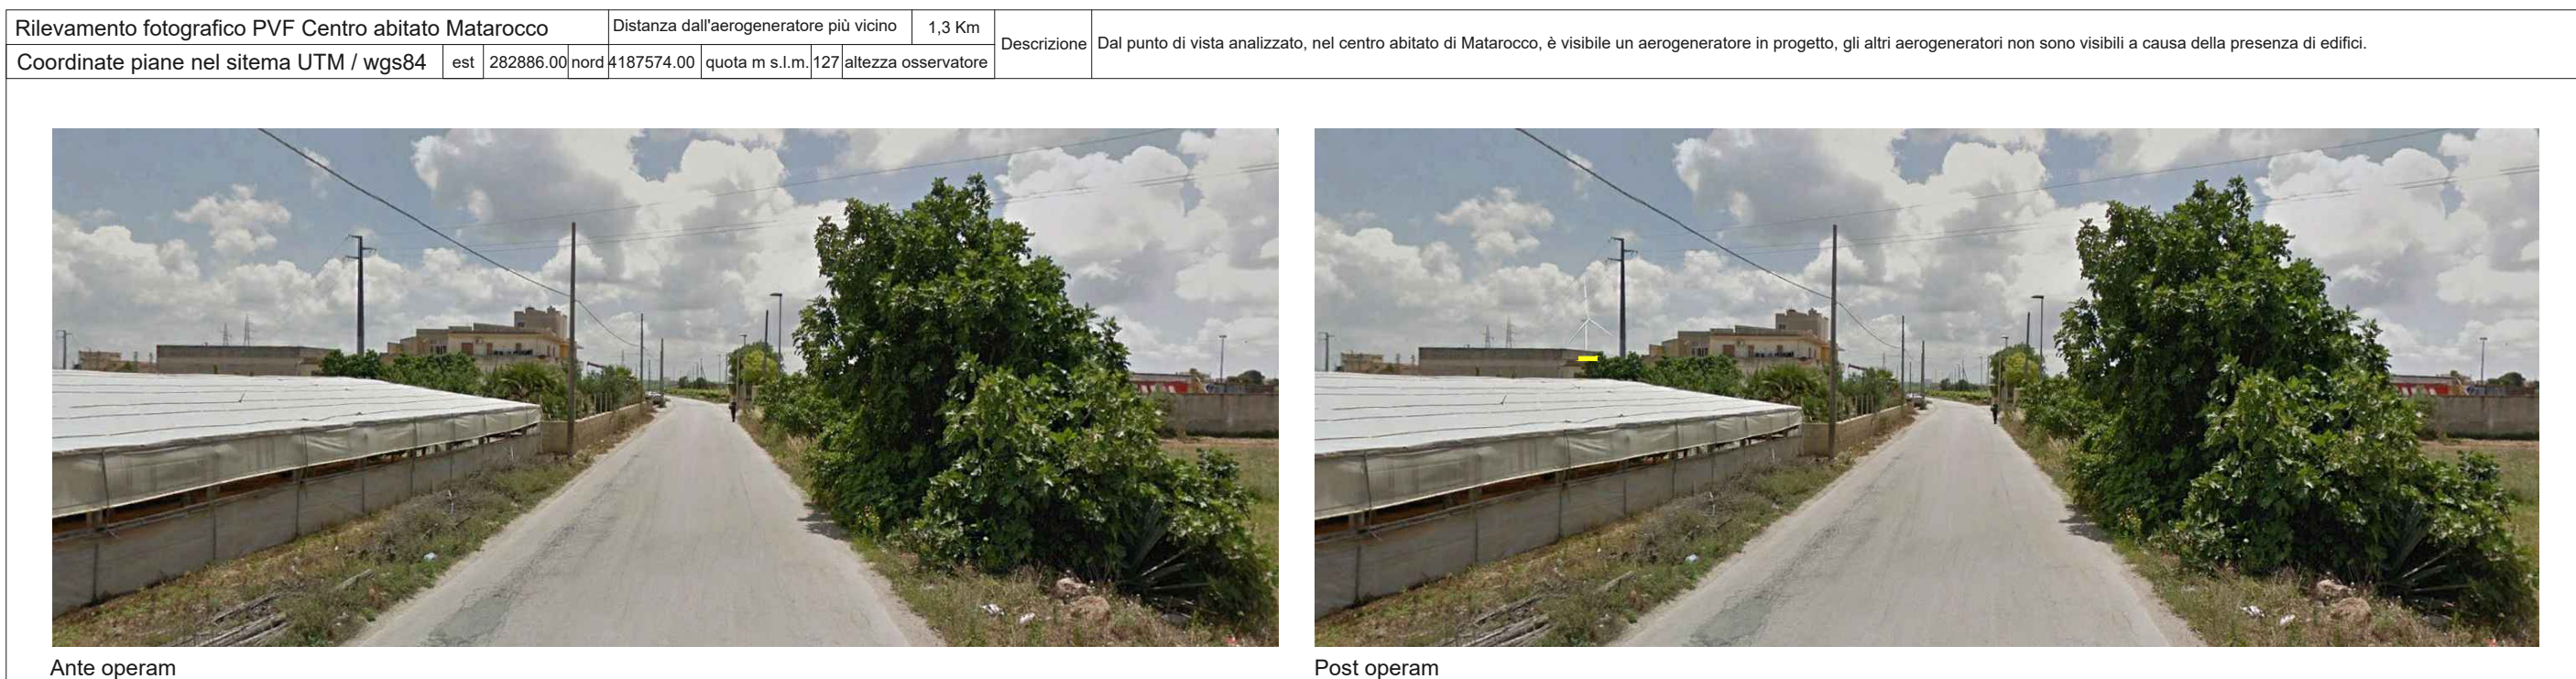 Rilevamento fotografico PVF Centro abitato Matarocco
Distanza dall'aerogeneratore più vicino 1,3 Km
Coordinate piane nel sitema UTM / wgs84 est 282886.00 nord 4187574.00 quota m s.l.m. 127 altezza osservatore
Descrizione Dal punto di vista analizzato, nel centro abitato di Matarocco, è visibile un aerogeneratore in progetto, gli altri aerogeneratori non sono visibili a causa della presenza di edifici.
Ante operam
Post operam